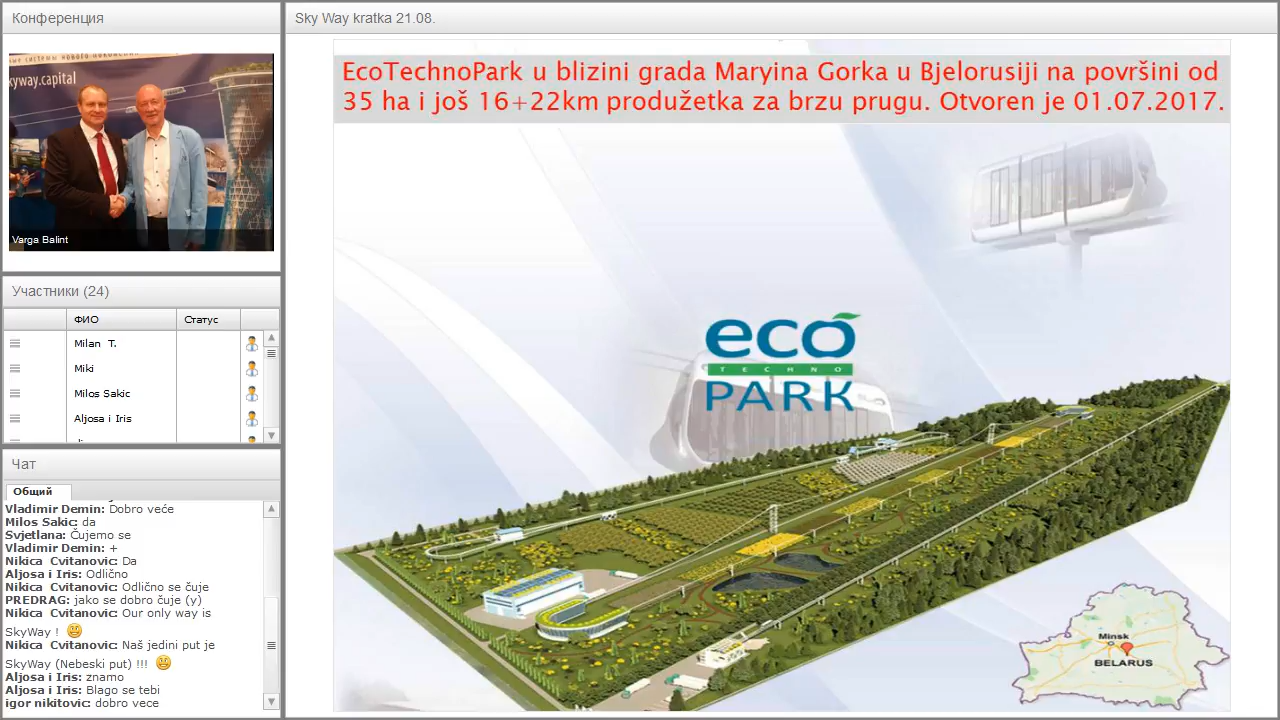 Конференция
Sky Way kratka 21.08.
kyway.capital
Varga Balint
EcoTechnoPark u blizini grada Maryina Gorka u Bjelorusiji na površini od
35 ha i još 16+22km produžetka za brzu prugu. Otvoren je 01.07.2017.
eco
TECHNO
PARK
Minsk
BELARUS
Участники (24)
ФИО Статус
Milan T.
Miki
Milos Sakic
Aljosa i Iris
Чат
Общий
Vladimir Demin: Dobro veće
Milos Sakic: da
Svjetlana: Čujemo se
Vladimir Demin: +
Nikica Cvitanovic: Da
Aljosa i Iris: Odlično
Nikica Cvitanovic: Odlično se čuje
PREDRAG: jako se dobro čuje (y)
Nikica Cvitanovic: Our only way is
SkyWay !
Nikica Cvitanovic: Naš jedini put je
SkyWay (Nebeski put) !!!
Aljosa i Iris: znamo
Aljosa i Iris: Blago se tebi
igor nikitovic: dobro vece